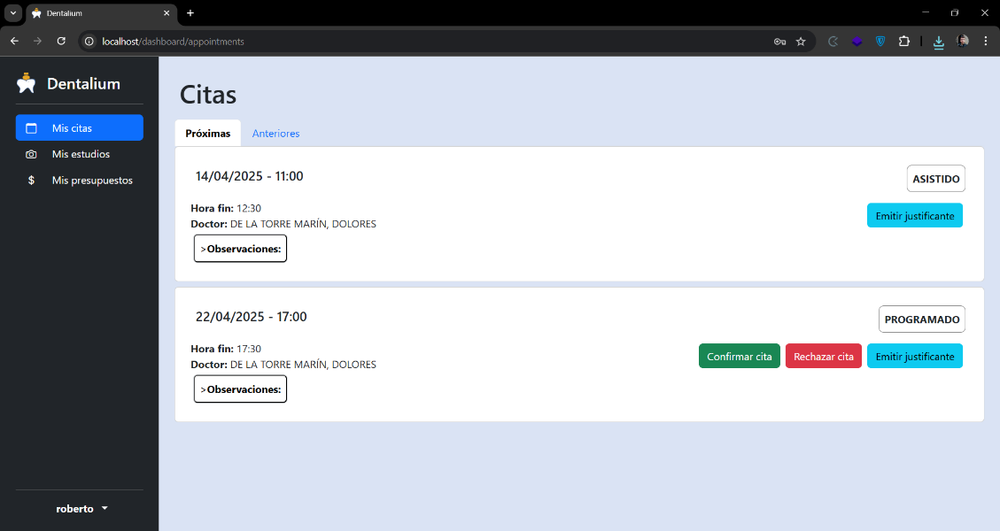 Dentalium
localhost/dashboard/appointments
Dentalium
Mis citas
Mis estudios
$ Mis presupuestos
roberto
Citas
Próximas Anteriores
14/04/2025 - 11:00 ASISTIDO
Hora fin: 12:30 Emitir justificante
Doctor: DE LA TORRE MARÍN, DOLORES
>Observaciones:
22/04/2025 - 17:00 PROGRAMADO
Hora fin: 17:30 Confirmar cita Rechazar cita Emitir justificante
Doctor: DE LA TORRE MARÍN, DOLORES
>Observaciones: